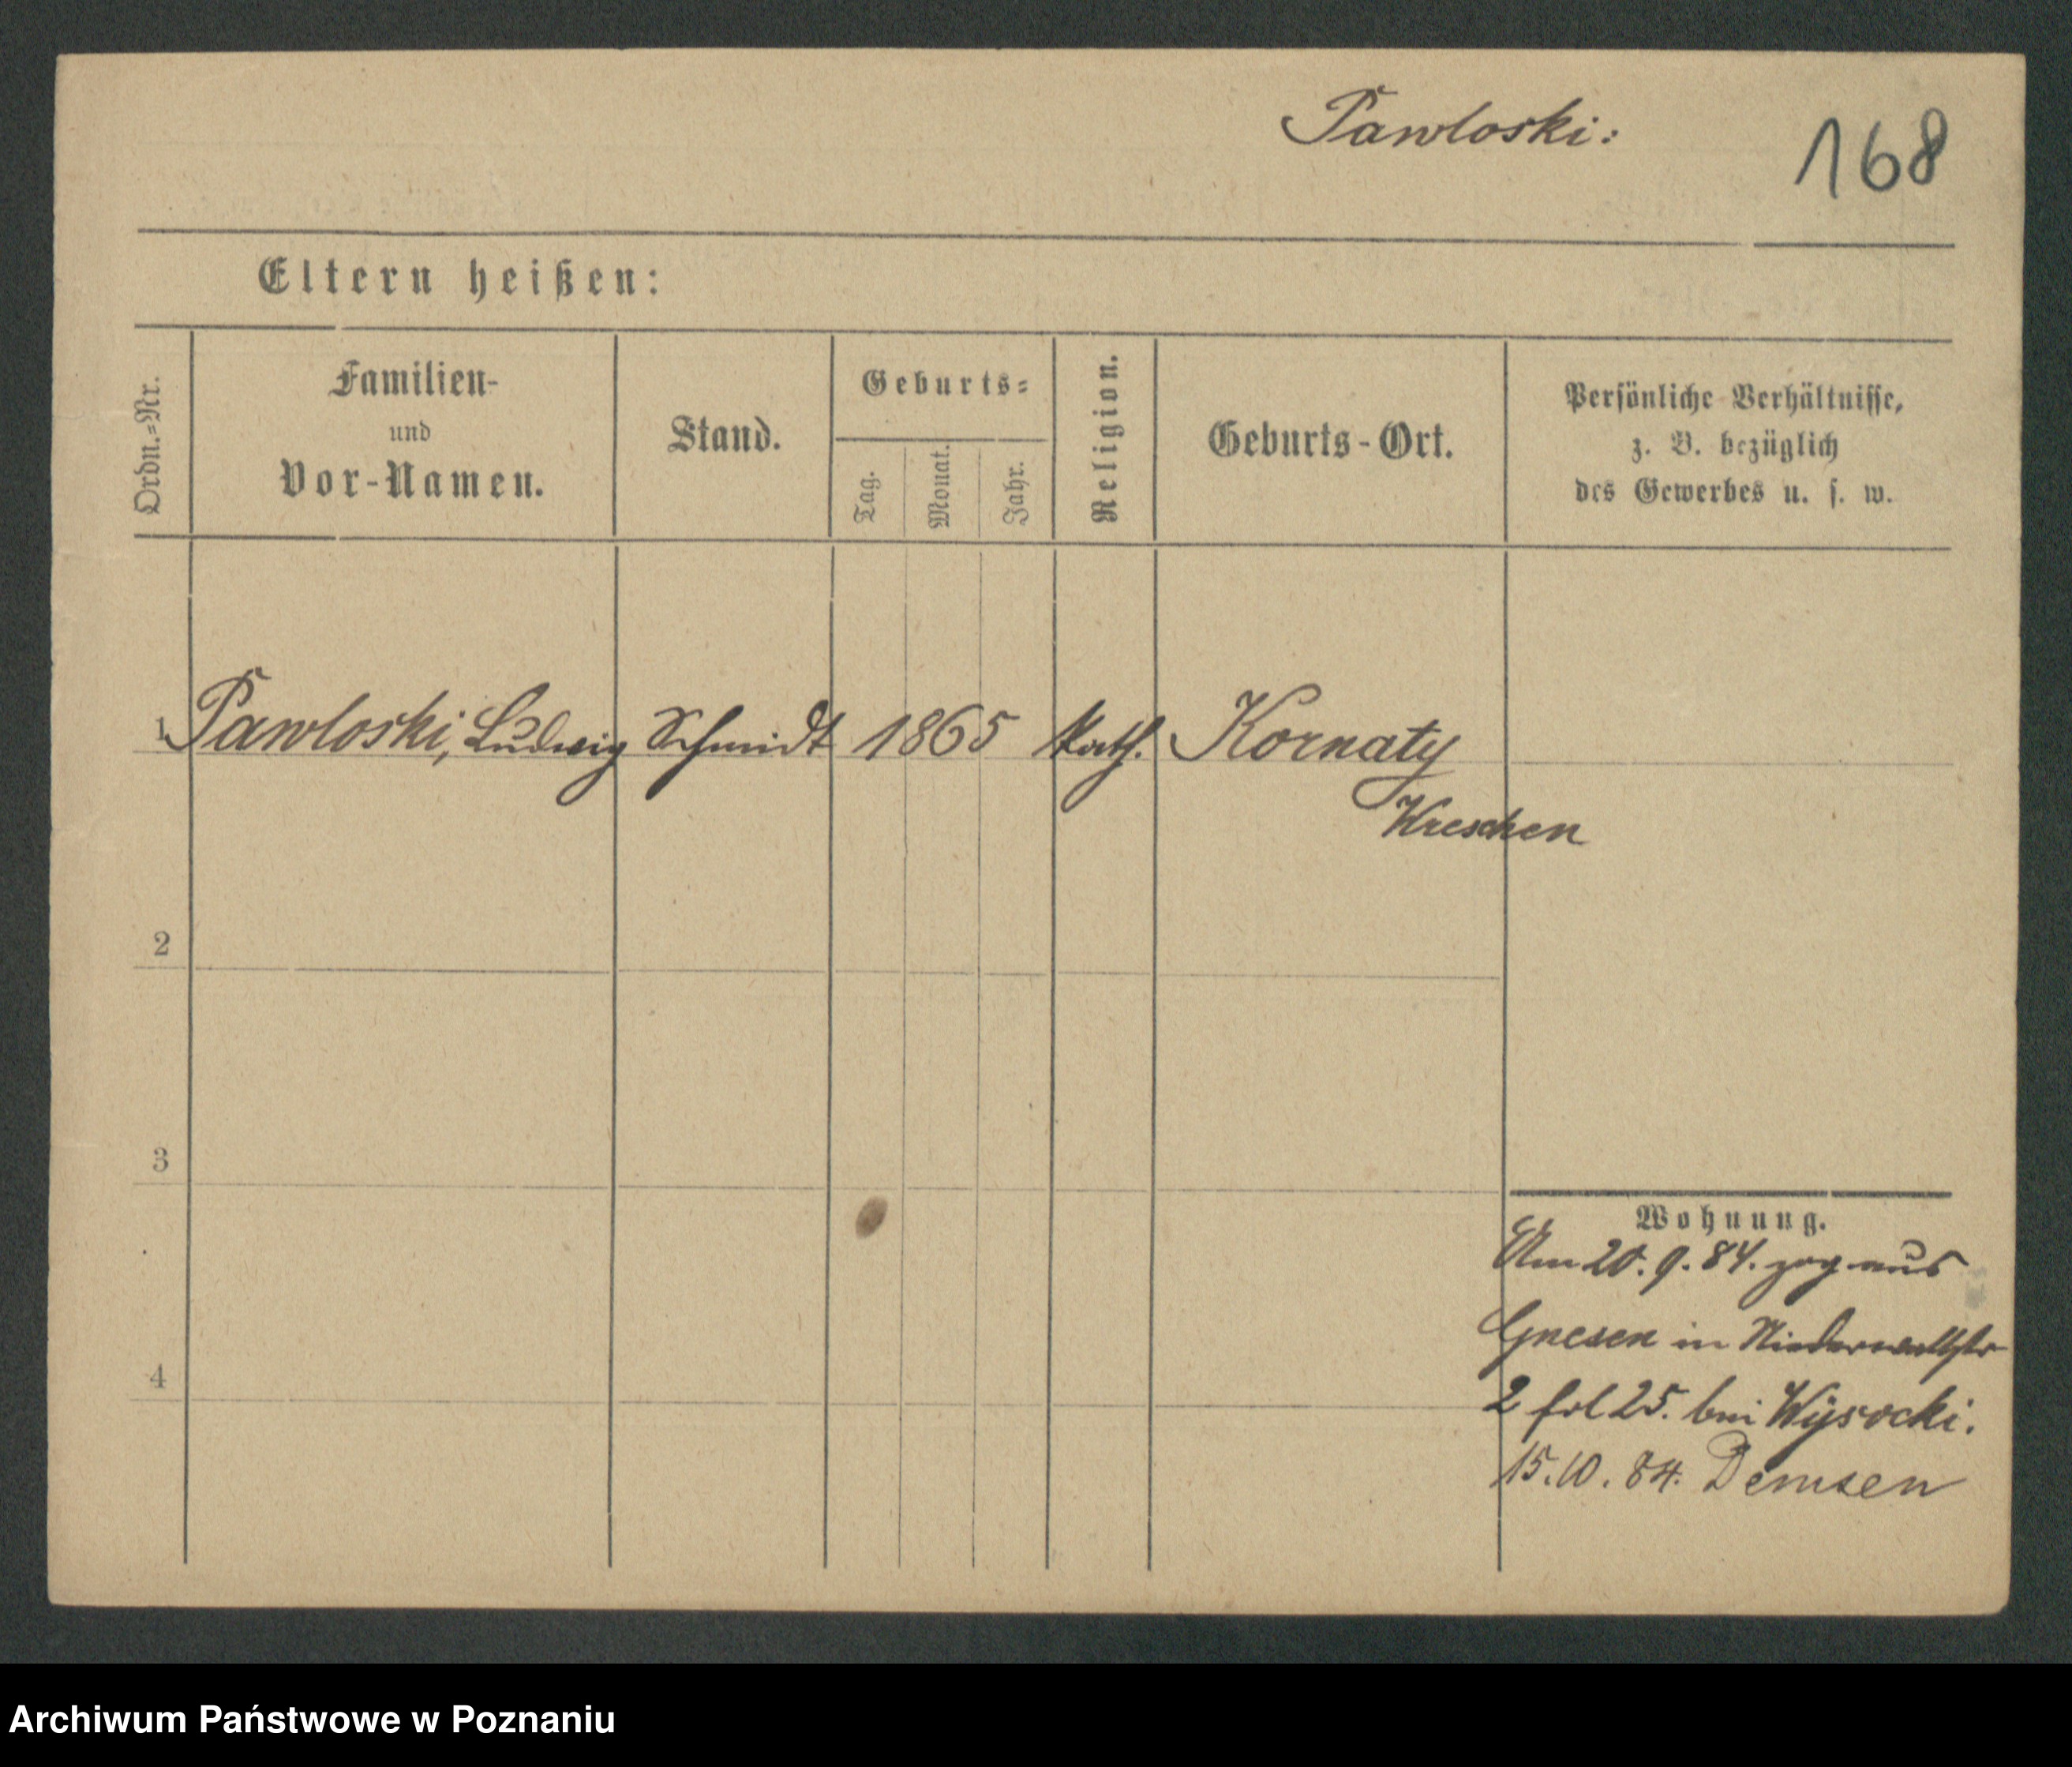 Pawloski:
168
Eltern heißen:
Ordn.=Nr.
Familien-
und
Vor-Namen.
Stand.
Geburts=
Tag.
Monat.
Jahr.
Religion.
Geburts-Ort.
Persönliche Verhältnisse,
z. B. bezüglich
des Gewerbes u. s. w.
1 Pawloski, Ludwig Schmidt 1865 kath. Kornaty
Wreschen
2
3
4
Wohnung.
Am 20. 9. 84. zog aus
Gnesen in Niederwallstr
2 fol 25. bei Wysocki.
15. 10. 84. Demsen
Archiwum Państwowe w Poznaniu